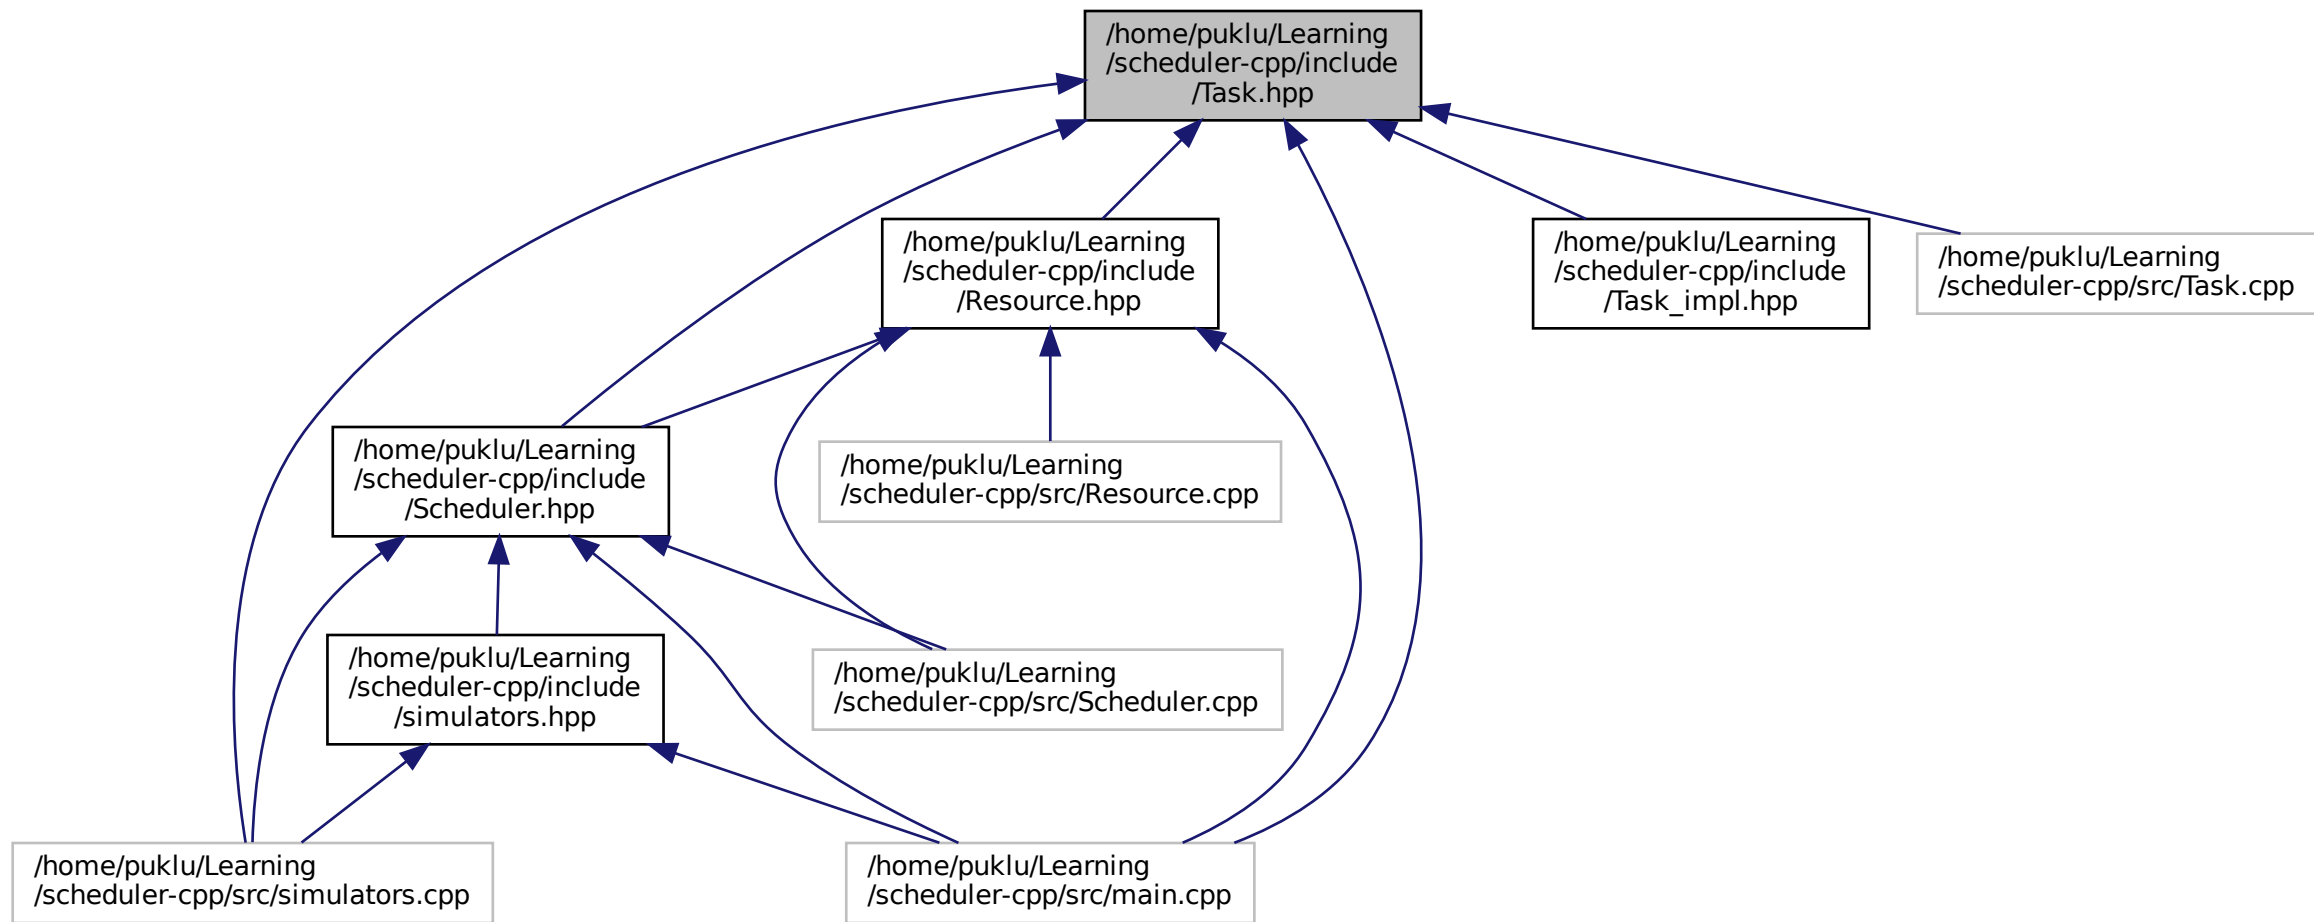 /home/puklu/Learning
/scheduler-cpp/include
/Task.hpp
/home/puklu/Learning
/scheduler-cpp/include
/Resource.hpp
/home/puklu/Learning
/scheduler-cpp/include
/Task_impl.hpp
/home/puklu/Learning
/scheduler-cpp/src/Task.cpp
/home/puklu/Learning
/scheduler-cpp/include
/Scheduler.hpp
/home/puklu/Learning
/scheduler-cpp/src/Resource.cpp
/home/puklu/Learning
/scheduler-cpp/include
/simulators.hpp
/home/puklu/Learning
/scheduler-cpp/src/Scheduler.cpp
/home/puklu/Learning
/scheduler-cpp/src/simulators.cpp
/home/puklu/Learning
/scheduler-cpp/src/main.cpp